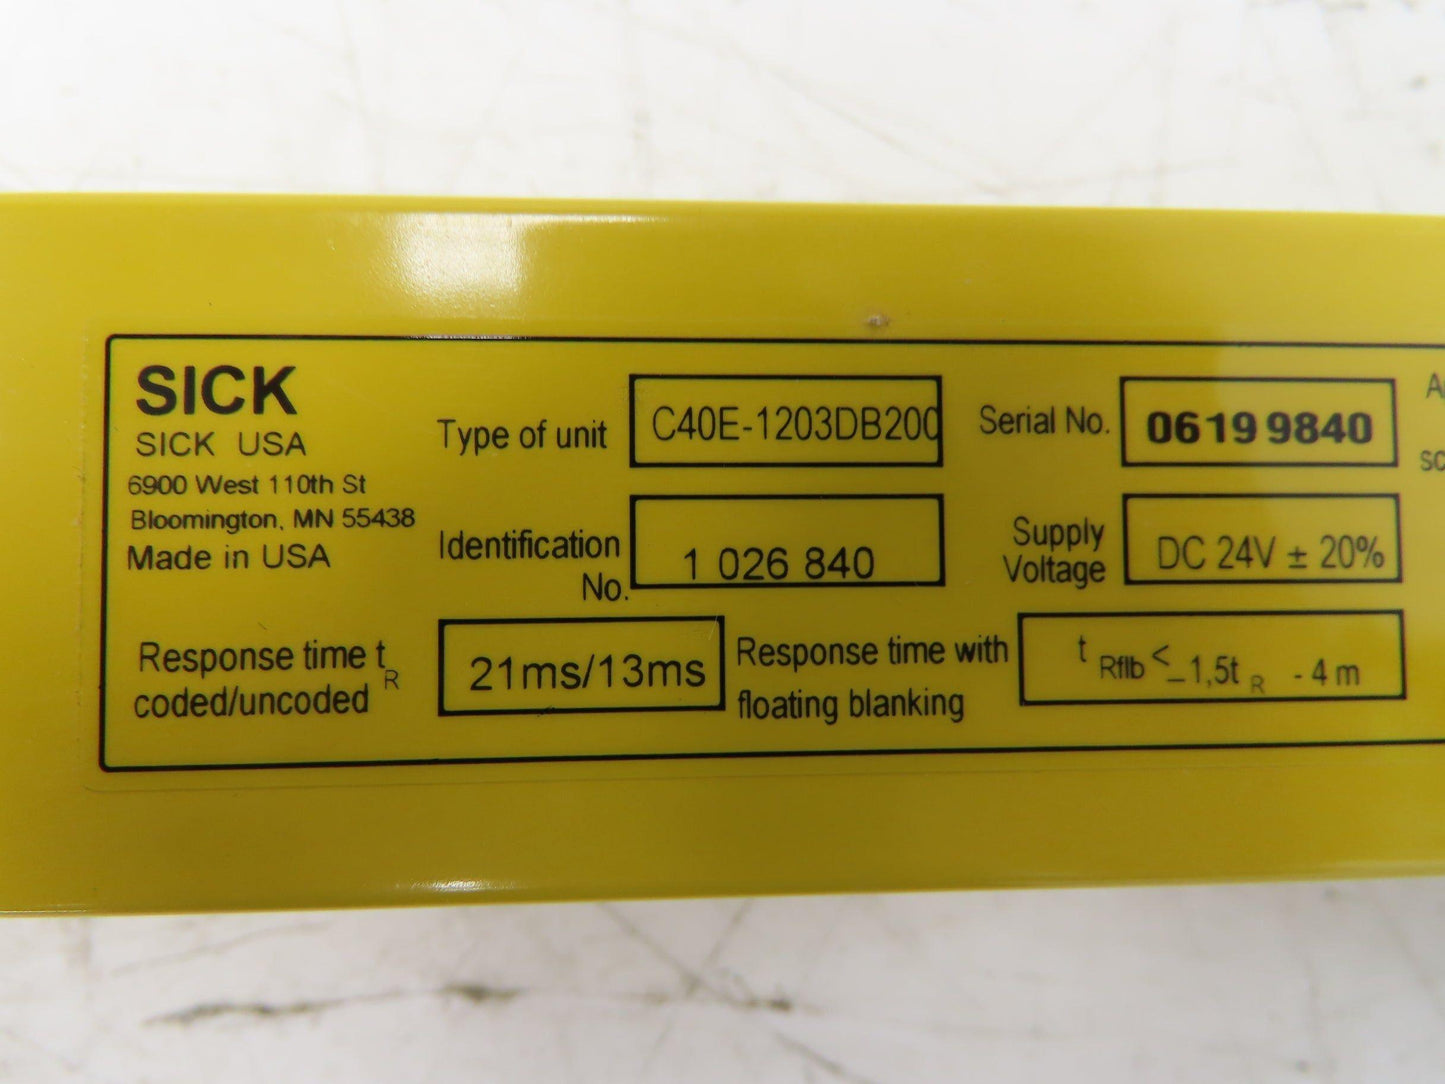 SICK
SICK USA
6900 West 110th St
Bloomington, MN 55438
Made in USA
Type of unit C40E-1203DB200
Serial No. 06199840
Identification
No. 1 026 840
Supply
Voltage DC 24V ± 20%
Response time tR
coded/uncoded 21ms/13ms
Response time with
floating blanking tRflb <_ 1,5tR - 4 m